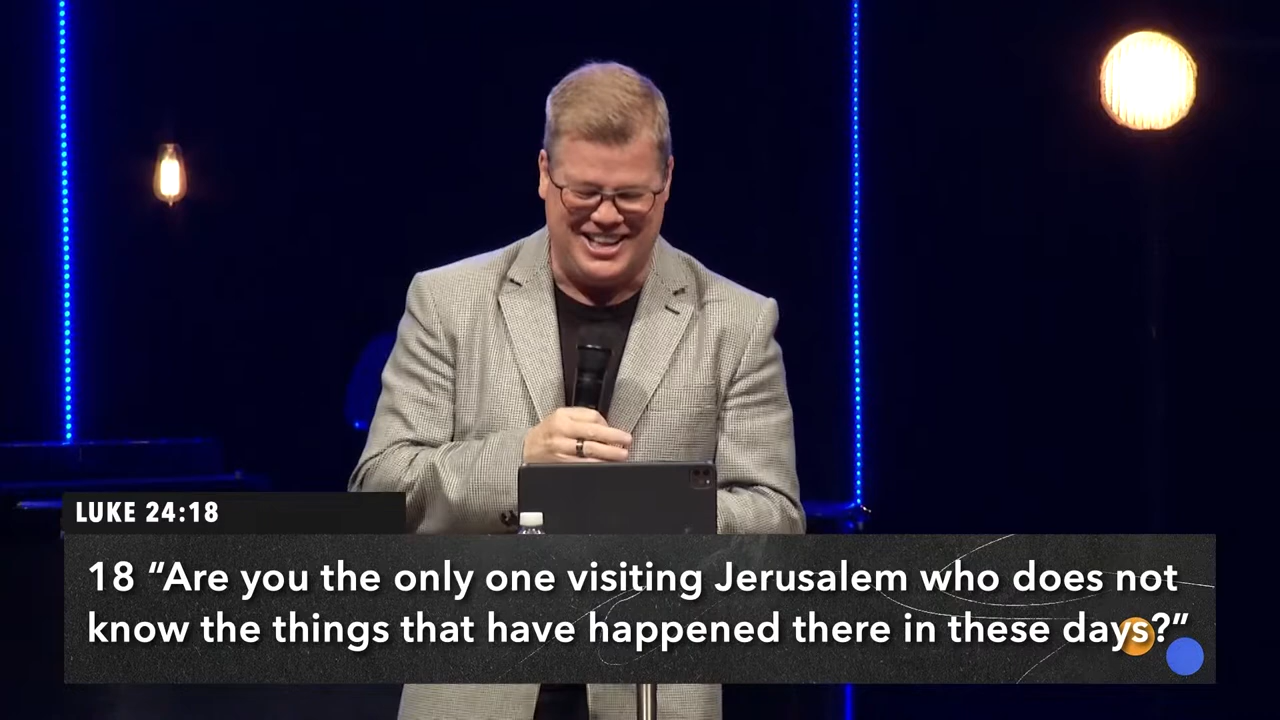 LUKE 24:18
18 “Are you the only one visiting Jerusalem who does not
know the things that have happened there in these days?”